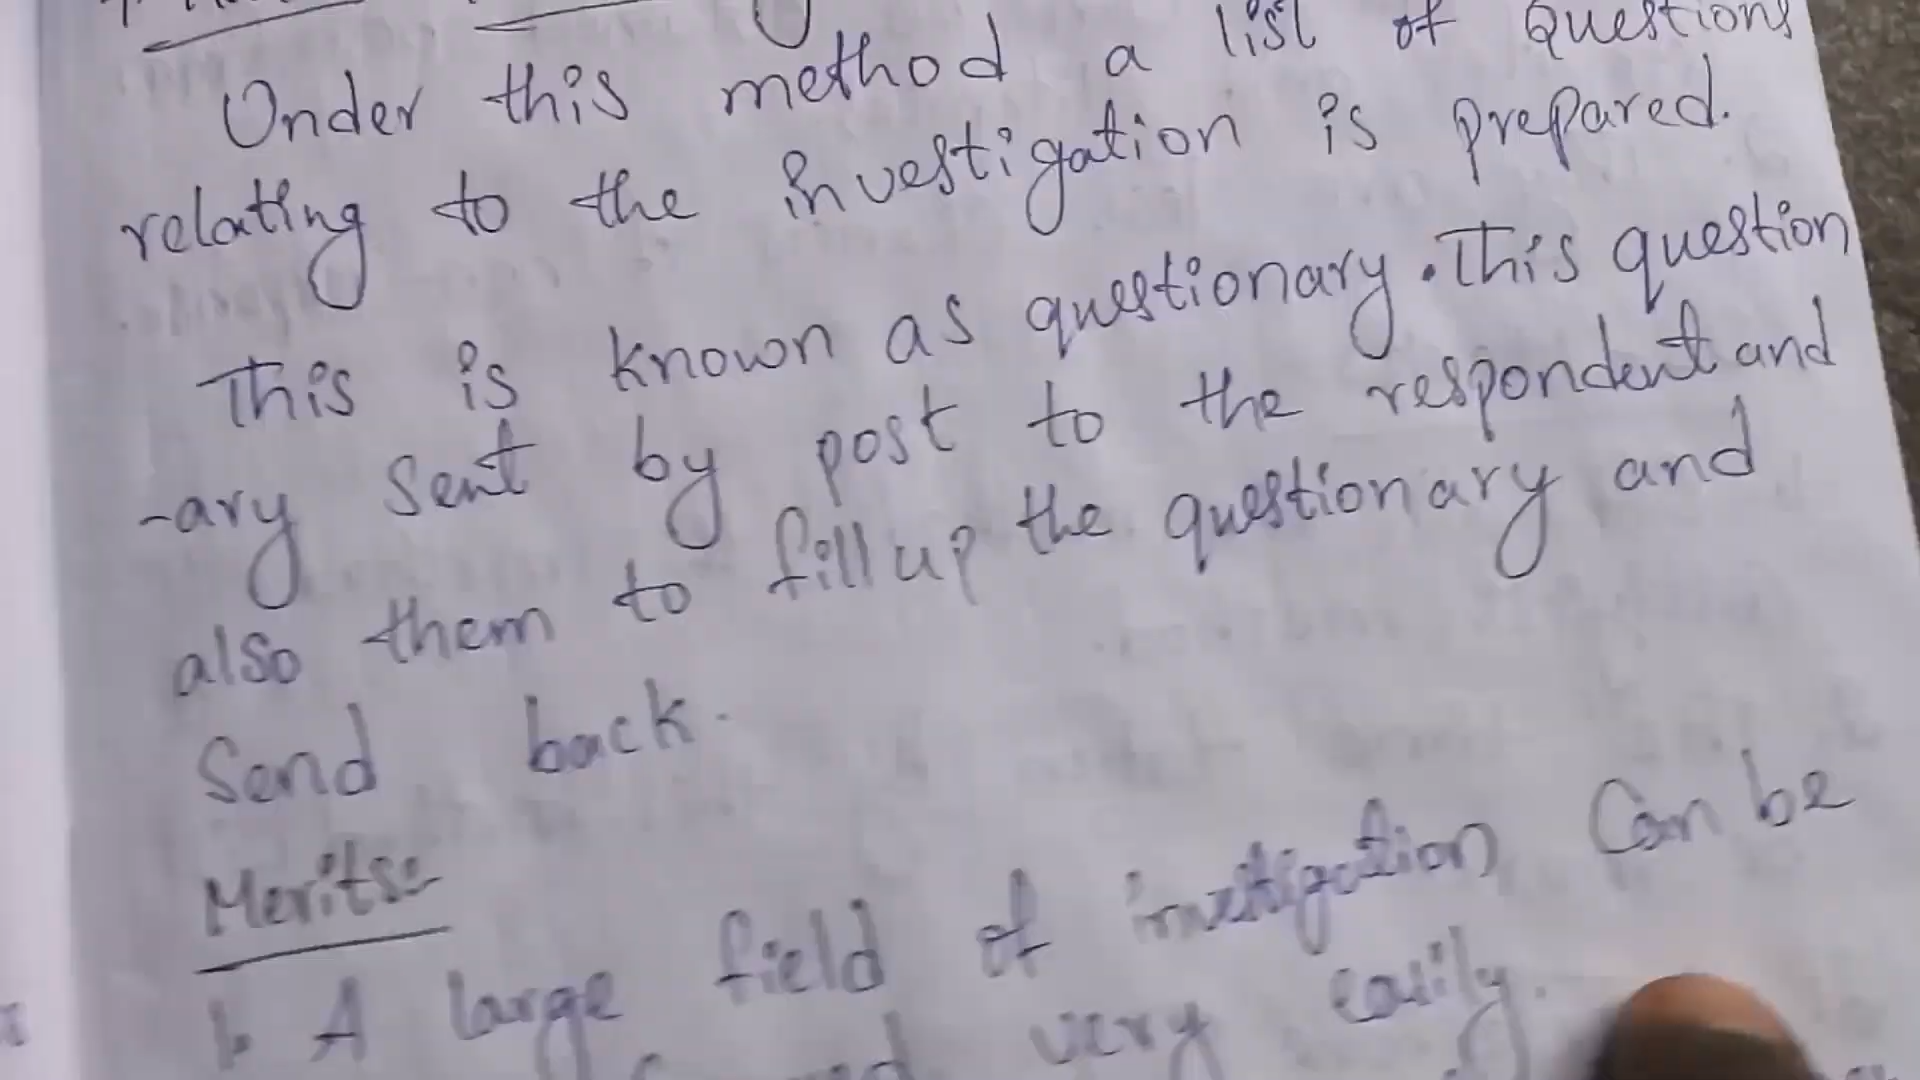 Under this method a list of Questions
relating to the investigation is prepared.
This is known as questionary. This question
-ary sent by post to the respondent and
also them to fill up the questionary and
Send back.
Merits:-
1. A large field of investigation Can be
very easily.